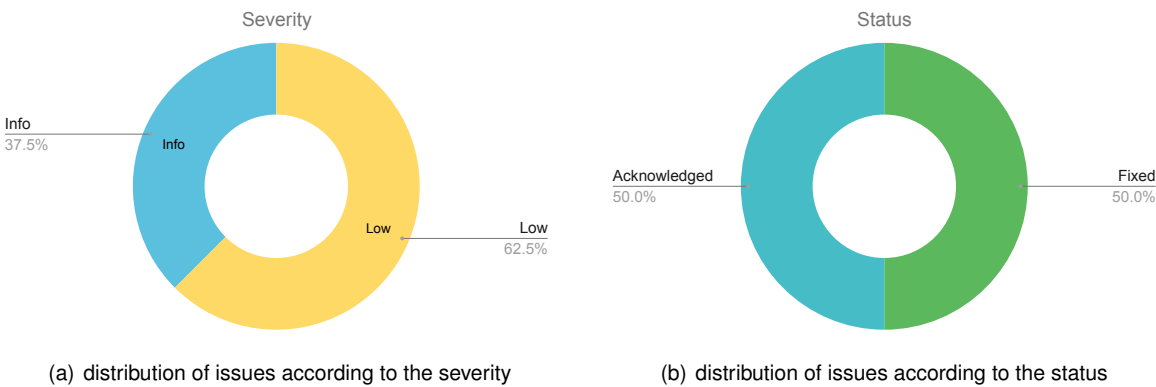 Severity
Info
37.5%
Info
Low
Low
62.5%
(a) distribution of issues according to the severity
Status
Acknowledged
50.0%
Fixed
50.0%
(b) distribution of issues according to the status